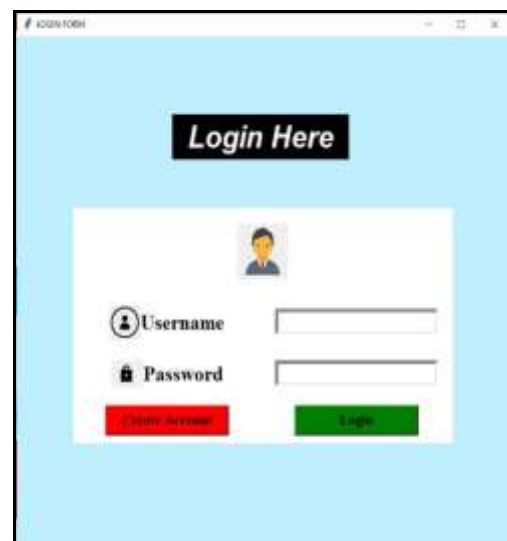 LOGIN FORM
Login Here
Username
Password
Create Account
Login